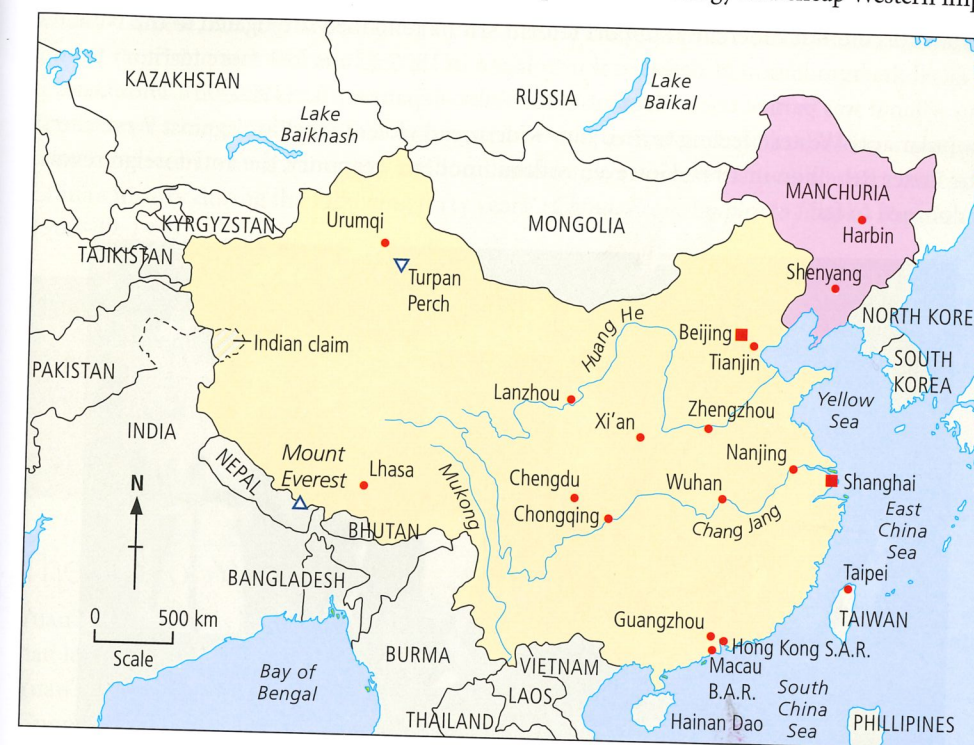 Western
KAZAKHSTAN
RUSSIA
Lake
Baikal
Lake
Baikhash
MANCHURIA
KYRGYZSTAN
Urumqi
MONGOLIA
Harbin
TAJIKISTAN
Turpan
Perch
Shenyang
Huang He
NORTH KORE
Indian claim
Beijing
Tianjin
SOUTH
KOREA
PAKISTAN
Lanzhou
Yellow
Sea
Xi'an
Zhengzhou
INDIA
Nanjing
Mount
Everest
Lhasa
NEPAL
Mukong
Chengdu
Wuhan
Shanghai
N
Chongqing
Chang Jang
East
China
Sea
BHUTAN
BANGLADESH
Taipei
0 500 km
Scale
Guangzhou
TAIWAN
Hong Kong S.A.R.
BURMA
VIETNAM
Macau
B.A.R.
Bay of
Bengal
LAOS
South
China
Sea
THAILAND
Hainan Dao
PHILLIPINES